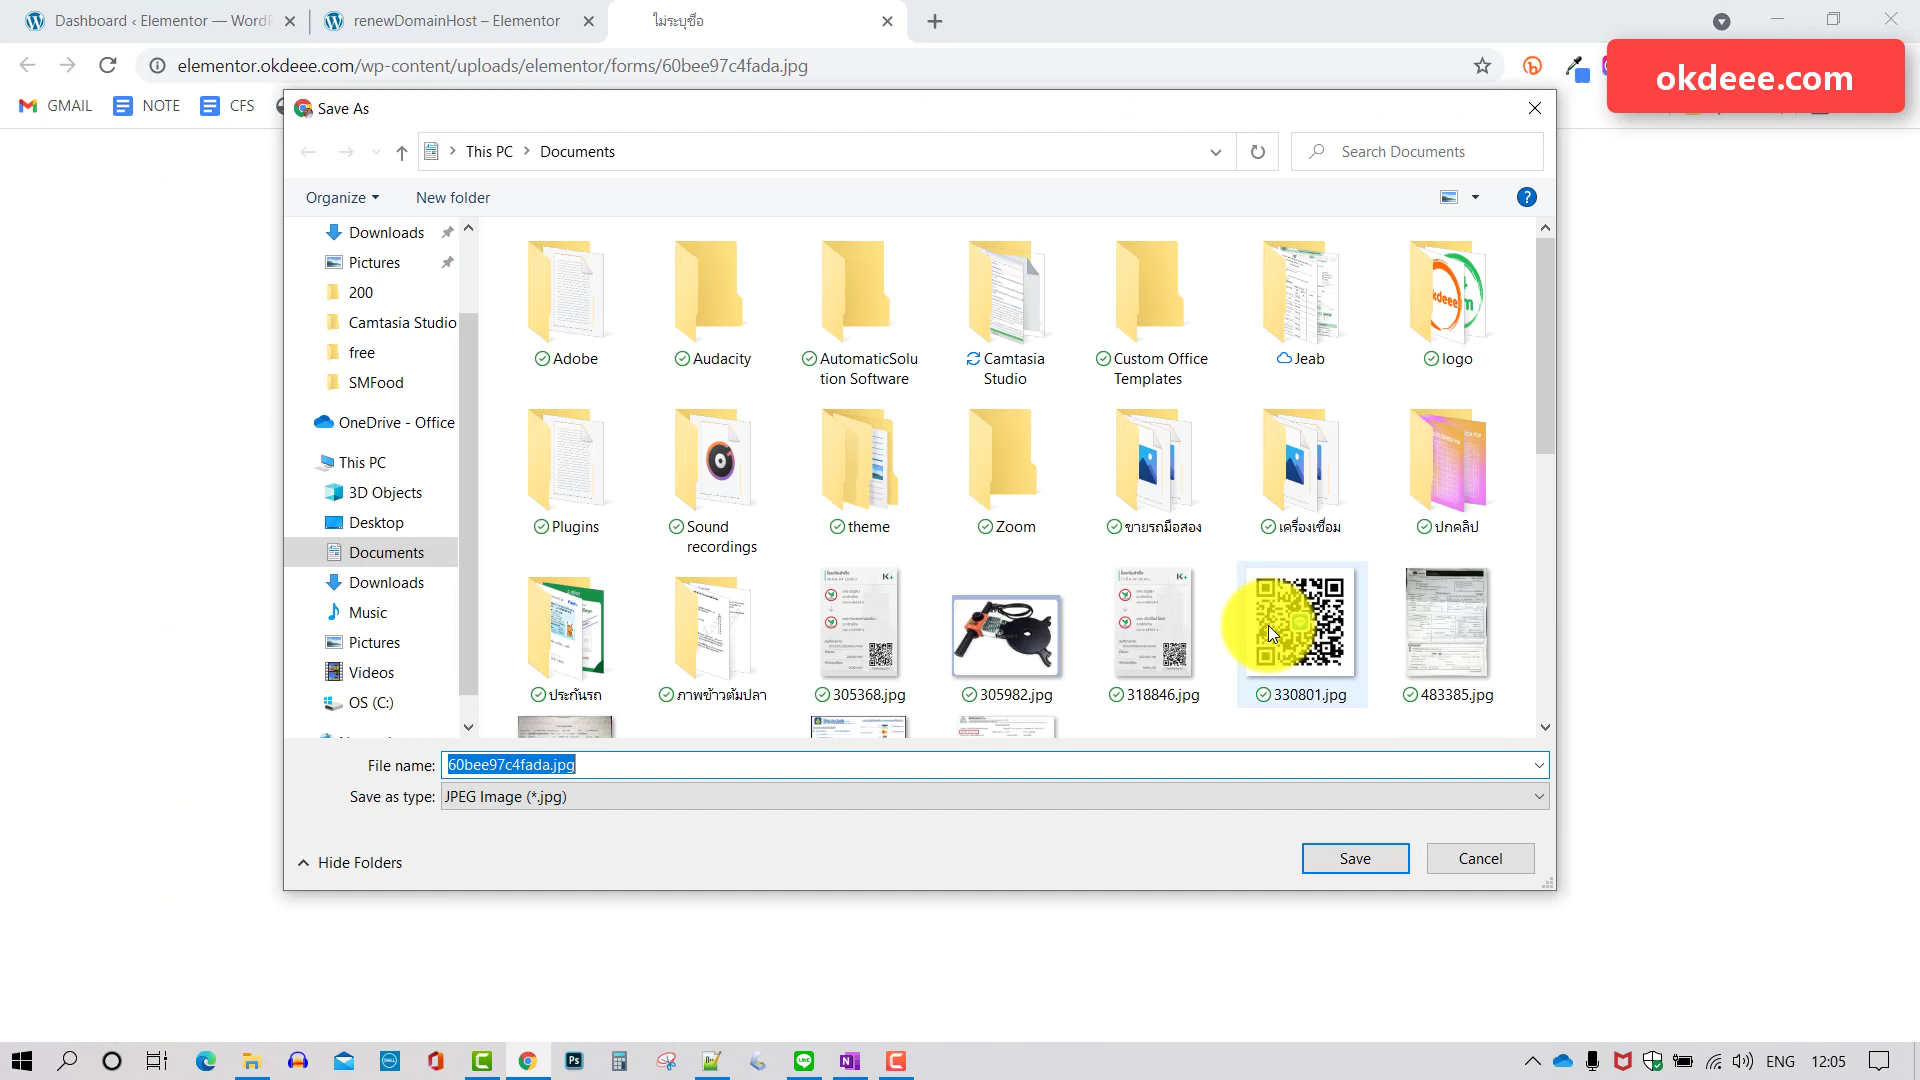 Dashboard ‹ Elementor — WordP
renewDomainHost – Elementor
ไม่ระบุชื่อ
elementor.okdeee.com/wp-content/uploads/elementor/forms/60bee97c4fada.jpg
okdeee.com
GMAIL
NOTE
CFS
Save As
This PC
Documents
Search Documents
Organize
New folder
Downloads
Pictures
200
Camtasia Studio
free
SMFood
OneDrive - Office
This PC
3D Objects
Desktop
Documents
Downloads
Music
Pictures
Videos
OS (C:)
Adobe
Audacity
AutomaticSolu
tion Software
Camtasia
Studio
Custom Office
Templates
Jeab
logo
Plugins
Sound
recordings
theme
Zoom
ขายรถมือสอง
เครื่องเชื่อม
ปกคลิป
ประกันรถ
ภาพข้าวต้มปลา
305368.jpg
305982.jpg
318846.jpg
330801.jpg
483385.jpg
File name:
60bee97c4fada.jpg
Save as type:
JPEG Image (*.jpg)
Hide Folders
Save
Cancel
ENG
12:05